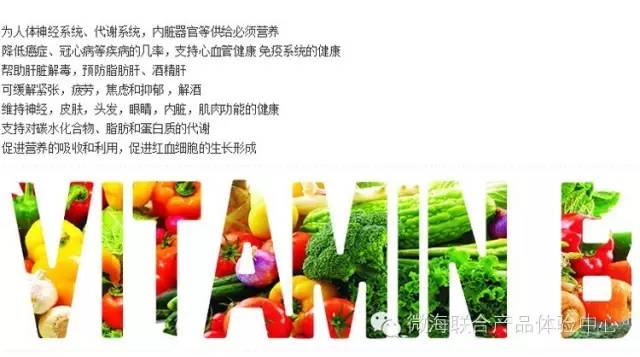 为人体神经系统、代谢系统，内脏器官等供给必须营养
降低癌症、冠心病等疾病的几率，支持心血管健康 免疫系统的健康
帮助肝脏解毒，预防脂肪肝、酒精肝
可缓解紧张，疲劳，焦虑和抑郁，解酒
维持神经，皮肤，头发，眼睛，内脏，肌肉功能的健康
支持对碳水化合物、脂肪和蛋白质的代谢
促进营养的吸收和利用，促进红血细胞的生长形成
VITAMIN B
微海联合产品体验中心